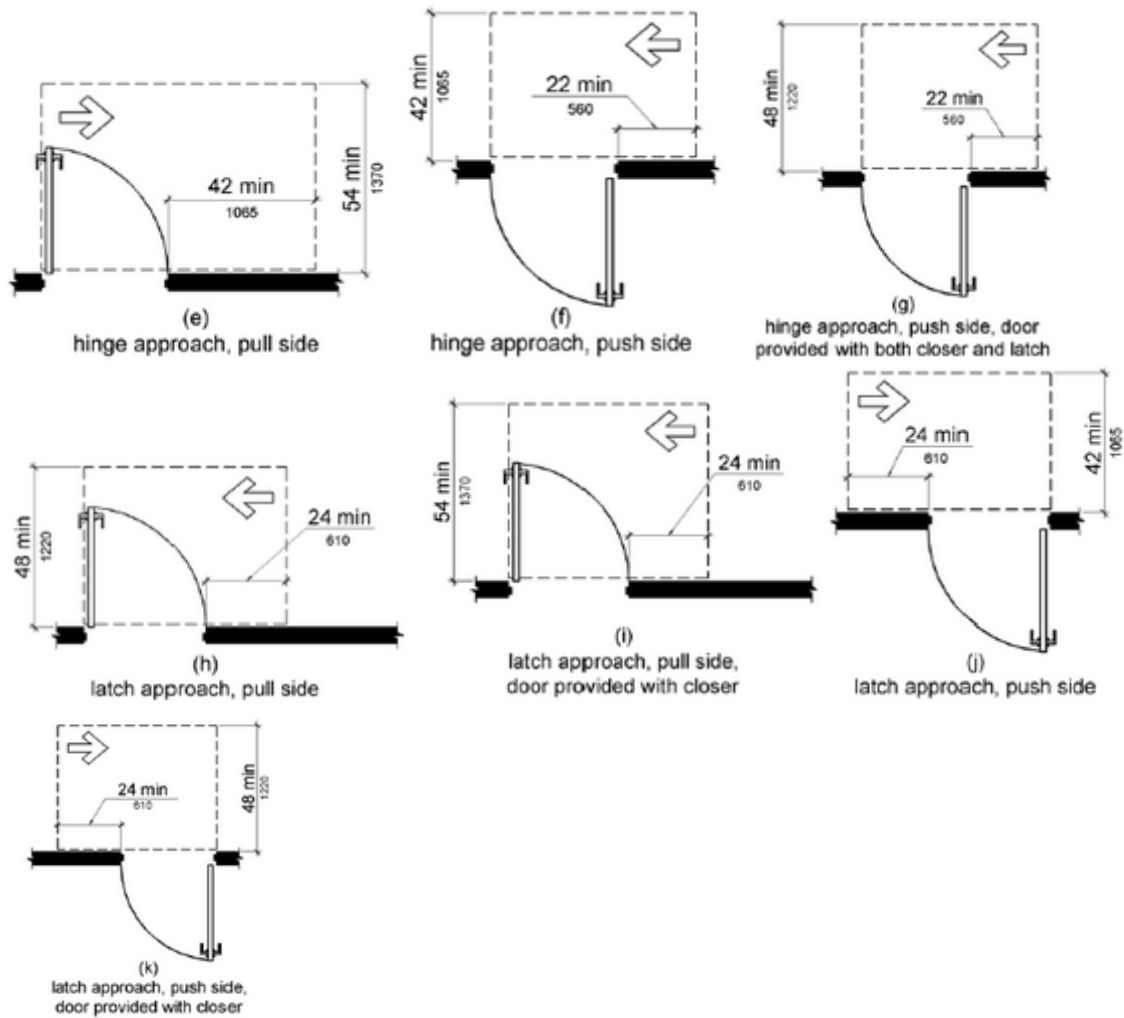 42 min
1065
54 min
1370
(e)
hinge approach, pull side
42 min
1065
22 min
560
(f)
hinge approach, push side
48 min
1220
22 min
560
(g)
hinge approach, push side, door
provided with both closer and latch
48 min
1220
24 min
610
(h)
latch approach, pull side
54 min
1370
24 min
610
(i)
latch approach, pull side,
door provided with closer
24 min
610
42 min
1065
(j)
latch approach, push side
24 min
610
48 min
1220
(k)
latch approach, push side,
door provided with closer